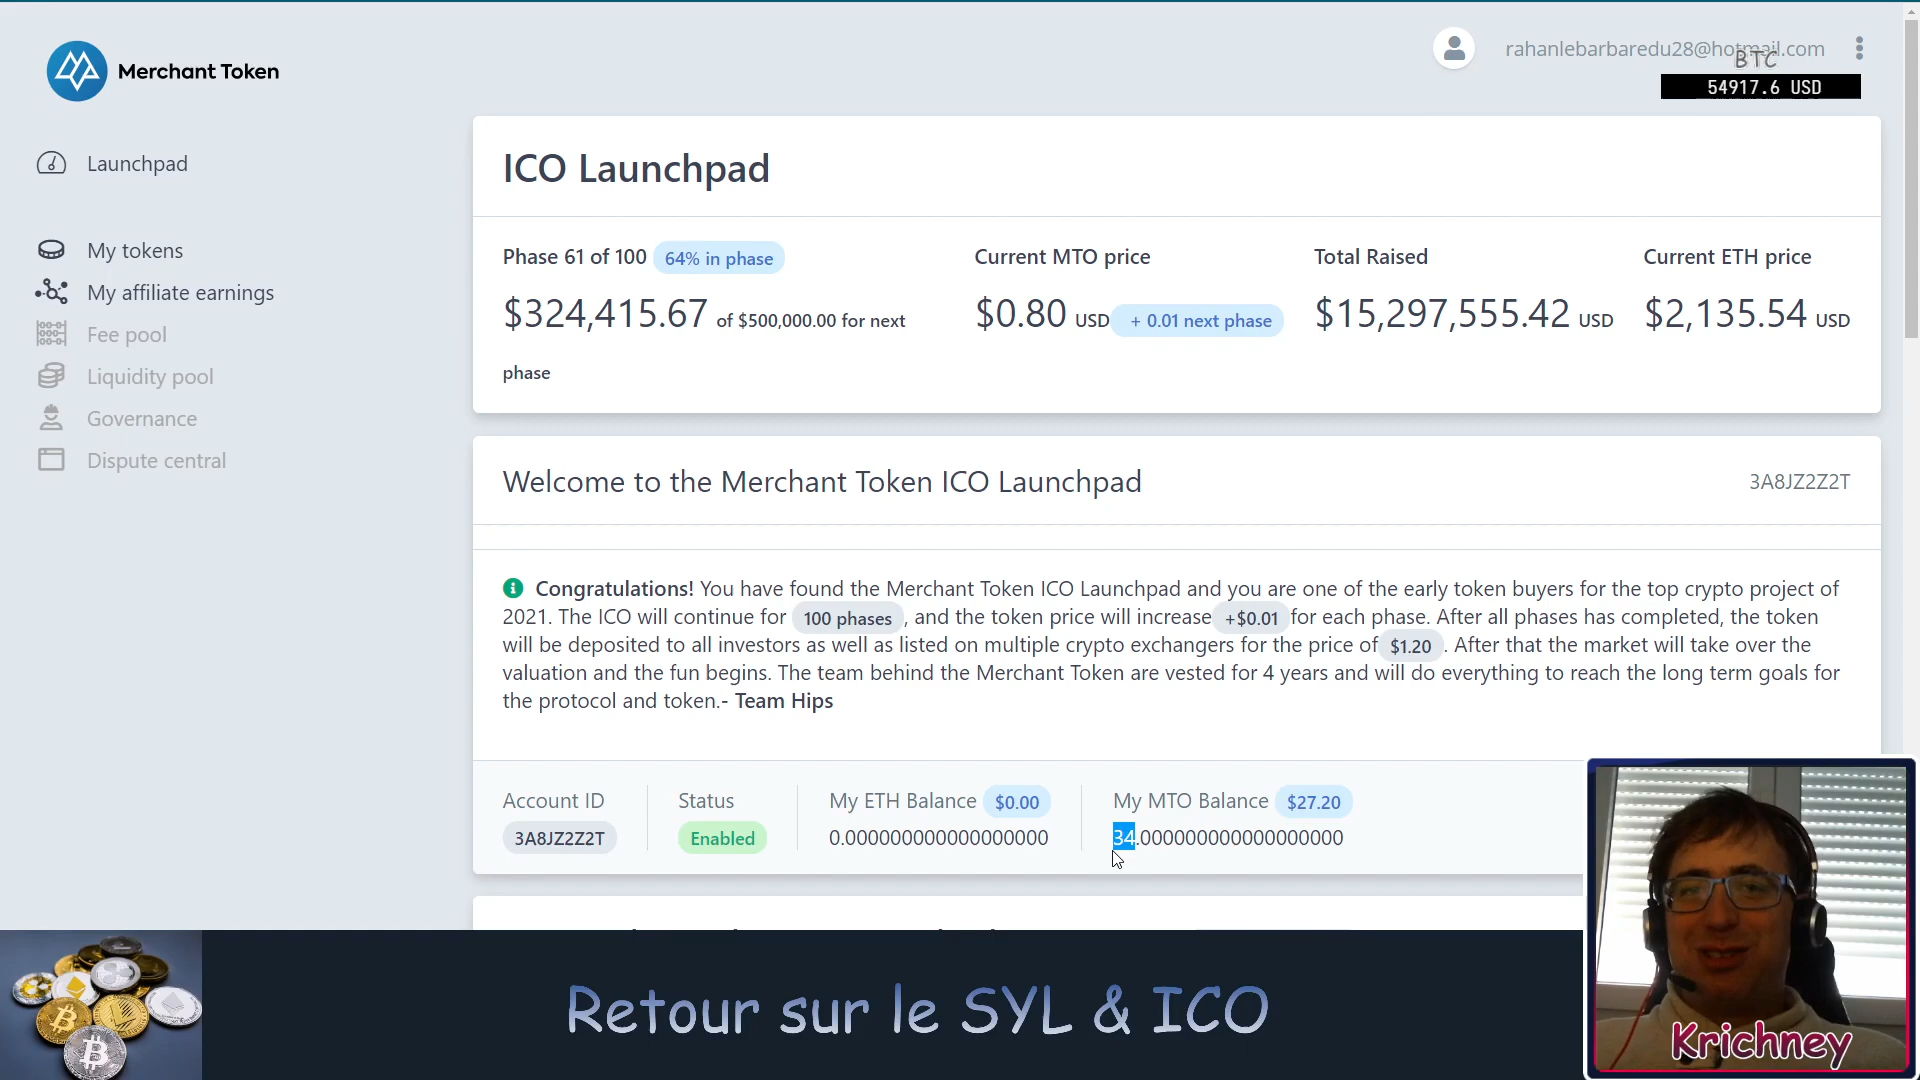 Merchant Token
rahanlebarbaredu28@hotmail.com
BTC
54917.6 USD
Launchpad
My tokens
My affiliate earnings
Fee pool
Liquidity pool
Governance
Dispute central
ICO Launchpad
Phase 61 of 100 64% in phase
$324,415.67 of $500,000.00 for next
phase
Current MTO price
$0.80 USD + 0.01 next phase
Total Raised
$15,297,555.42 USD
Current ETH price
$2,135.54 USD
Welcome to the Merchant Token ICO Launchpad
3A8JZ2Z2T
Congratulations! You have found the Merchant Token ICO Launchpad and you are one of the early token buyers for the top crypto project of
2021. The ICO will continue for 100 phases , and the token price will increase +$0.01 for each phase. After all phases has completed, the token
will be deposited to all investors as well as listed on multiple crypto exchangers for the price of $1.20 . After that the market will take over the
valuation and the fun begins. The team behind the Merchant Token are vested for 4 years and will do everything to reach the long term goals for
the protocol and token.- Team Hips
Account ID
3A8JZ2Z2T
Status
Enabled
My ETH Balance $0.00
0.000000000000000000
My MTO Balance $27.20
34.000000000000000000
Retour sur le SYL & ICO
Krichney